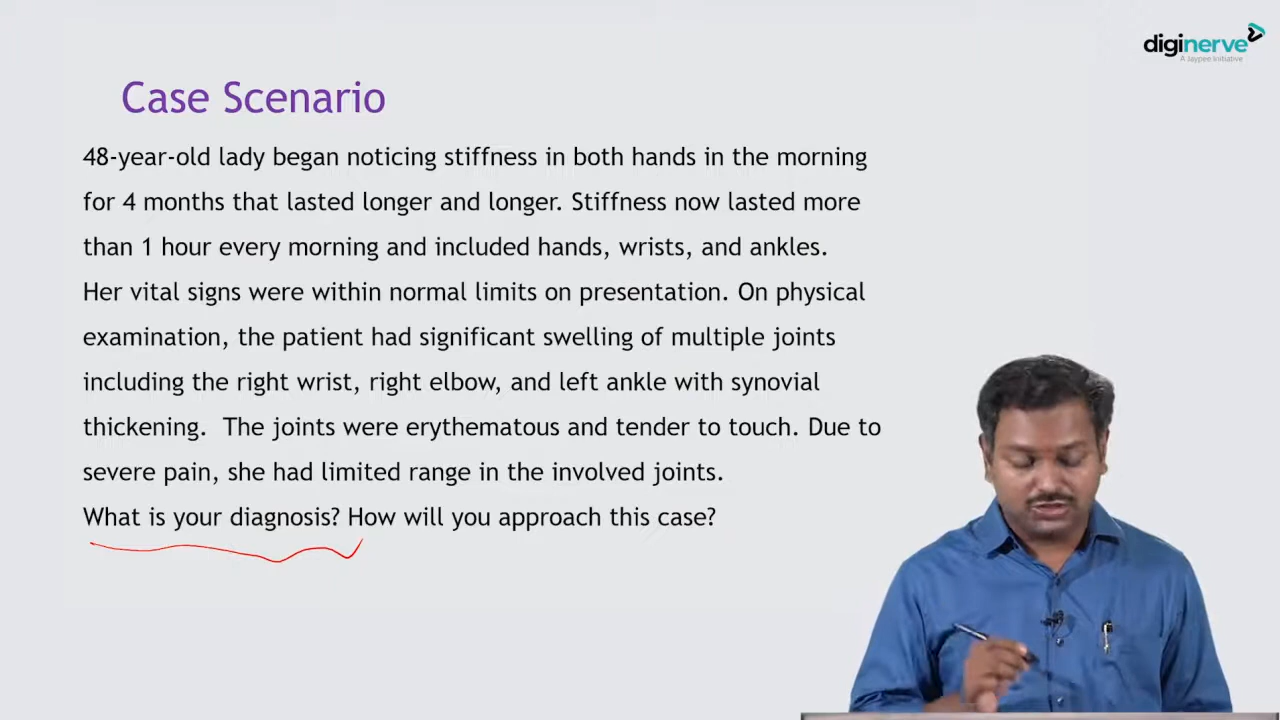 diginerve
A Jaypee Initiative
Case Scenario
48-year-old lady began noticing stiffness in both hands in the morning
for 4 months that lasted longer and longer. Stiffness now lasted more
than 1 hour every morning and included hands, wrists, and ankles.
Her vital signs were within normal limits on presentation. On physical
examination, the patient had significant swelling of multiple joints
including the right wrist, right elbow, and left ankle with synovial
thickening.  The joints were erythematous and tender to touch. Due to
severe pain, she had limited range in the involved joints.
What is your diagnosis? How will you approach this case?